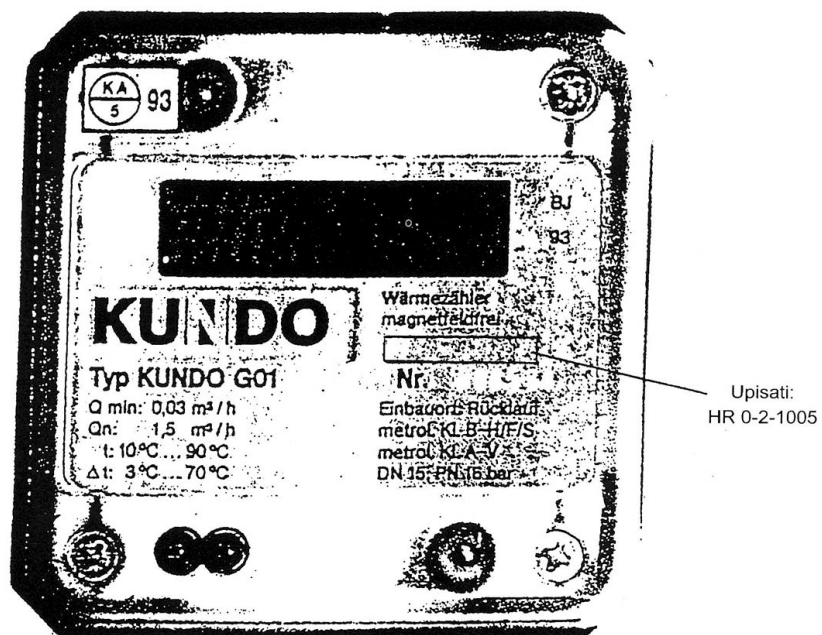 KA
5
93
BJ
93
KUNDO
Wärmezähler
magnetfeldfrei
Typ KUNDO G01
Nr.
Q min: 0,03 m³/h
Qn: 1,5 m³/h
t: 10 °C ... 90 °C
Δt: 3 °C ... 70 °C
Einbauort: Rücklauf
metrol. Kl. B-H/F/S
metrol. Kl. A-V
DN 15; PN 16 bar
Upisati:
HR 0-2-1005